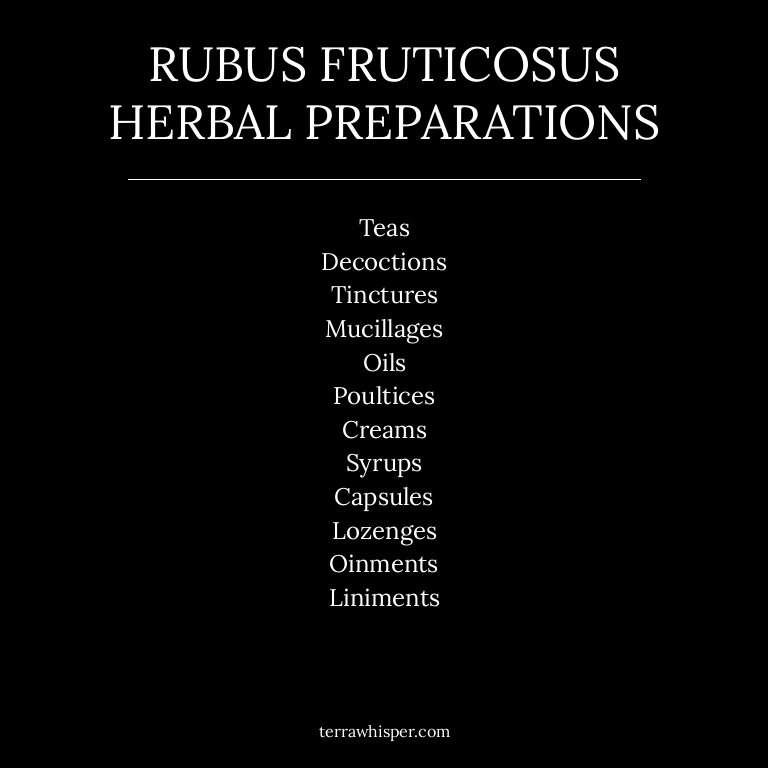 RUBUS FRUTICOSUS
HERBAL PREPARATIONS
Teas
Decoctions
Tinctures
Mucillages
Oils
Poultices
Creams
Syrups
Capsules
Lozenges
Oinments
Liniments
terrawhisper.com